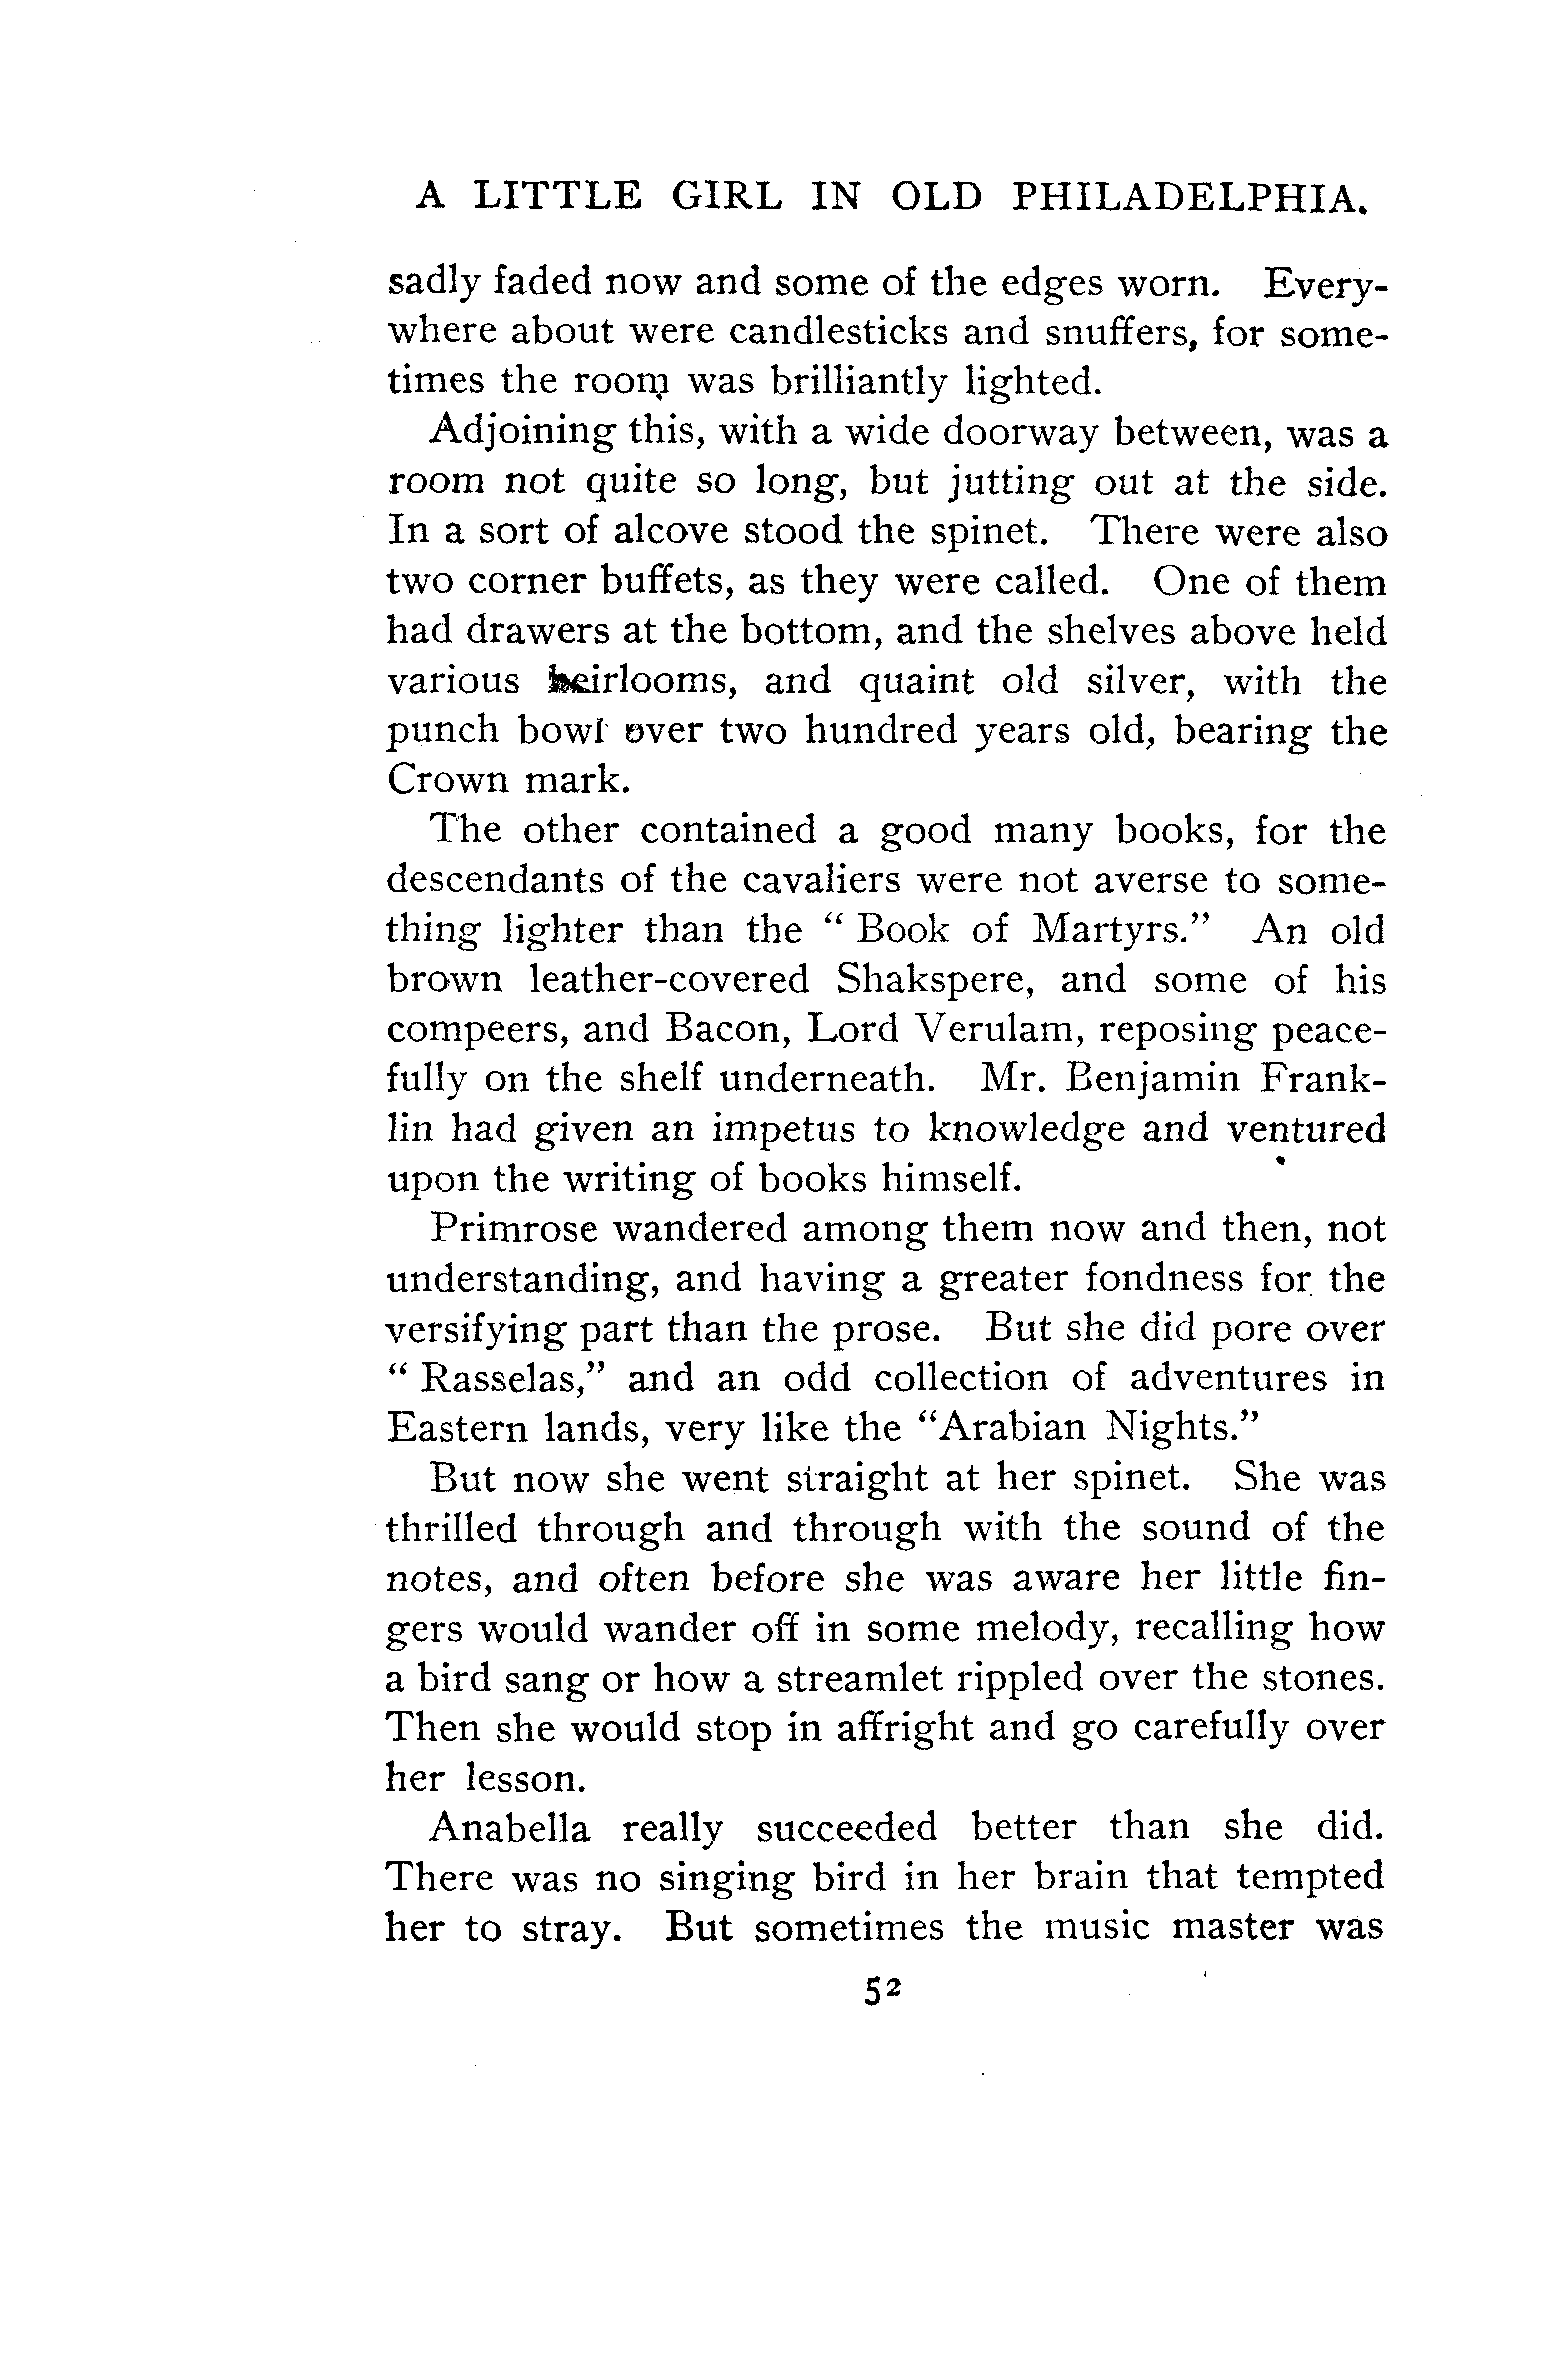 A LITTLE GIRL IN OLD PHILADELPHIA.
sadly faded now and some of the edges worn. Every-
where about were candlesticks and snuffers, for some-
times the room was brilliantly lighted.
Adjoining this, with a wide doorway between, was a
room not quite so long, but jutting out at the side.
In a sort of alcove stood the spinet. There were also
two corner buffets, as they were called. One of them
had drawers at the bottom, and the shelves above held
various heirlooms, and quaint old silver, with the
punch bowl over two hundred years old, bearing the
Crown mark.
The other contained a good many books, for the
descendants of the cavaliers were not averse to some-
thing lighter than the “ Book of Martyrs.” An old
brown leather-covered Shakspere, and some of his
compeers, and Bacon, Lord Verulam, reposing peace-
fully on the shelf underneath. Mr. Benjamin Frank-
lin had given an impetus to knowledge and ventured
upon the writing of books himself.
Primrose wandered among them now and then, not
understanding, and having a greater fondness for the
versifying part than the prose. But she did pore over
“ Rasselas,” and an odd collection of adventures in
Eastern lands, very like the “Arabian Nights.”
But now she went straight at her spinet. She was
thrilled through and through with the sound of the
notes, and often before she was aware her little fin-
gers would wander off in some melody, recalling how
a bird sang or how a streamlet rippled over the stones.
Then she would stop in affright and go carefully over
her lesson.
Anabella really succeeded better than she did.
There was no singing bird in her brain that tempted
her to stray. But sometimes the music master was
52